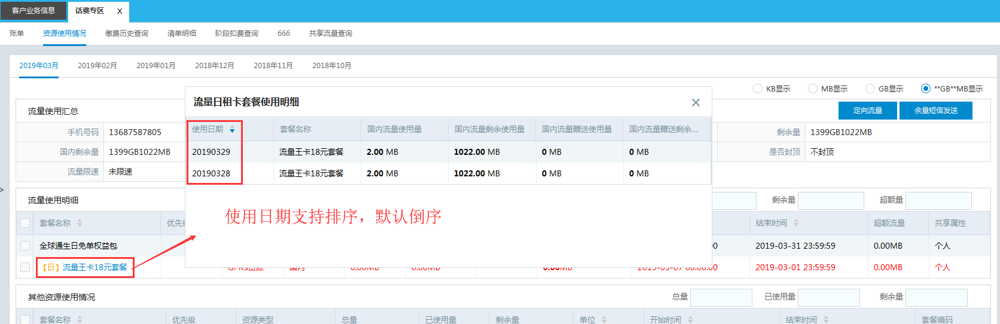 客户业务信息 话费专区 X
账单 资源使用情况 缴费历史查询 清单明细 阶段扣费查询 666 共享流量查询
2019年03月 2019年02月 2019年01月 2018年12月 2018年11月 2018年10月
KB显示 MB显示 GB显示 **GB**MB显示
流量使用汇总
定向流量 余量短信发送
手机号码 13687587805
剩余量 1399GB1022MB
国内剩余量 1399GB1022MB
是否封顶 不封顶
流量限速 未限速
流量日租卡套餐使用明细
使用日期 套餐名称 国内流量使用量 国内流量剩余使用量 国内流量赠送使用量 国内流量赠送剩余...
20190329 流量王卡18元套餐 2.00 MB 1022.00 MB 0 MB 0 MB
20190328 流量王卡18元套餐 2.00 MB 1022.00 MB 0 MB 0 MB
使用日期支持排序，默认倒序
>
流量使用明细 剩余量 超额量
套餐名称 优先级 结束时间 超额流量 共享属性
全球通生日免单权益包 2019-03-31 23:59:59 0.00MB 个人
【日】流量王卡18元套餐 GPRS资源 国内 0.00MB 0.00MB 0.00MB 2019-03-07 00:00:00 2019-03-01 23:59:59 0.00MB 个人
其他资源使用情况 总量 已使用量 剩余量
套餐名称 优先级 资源类型 总量 已使用量 剩余量 单位 开始时间 结束时间 套餐编码